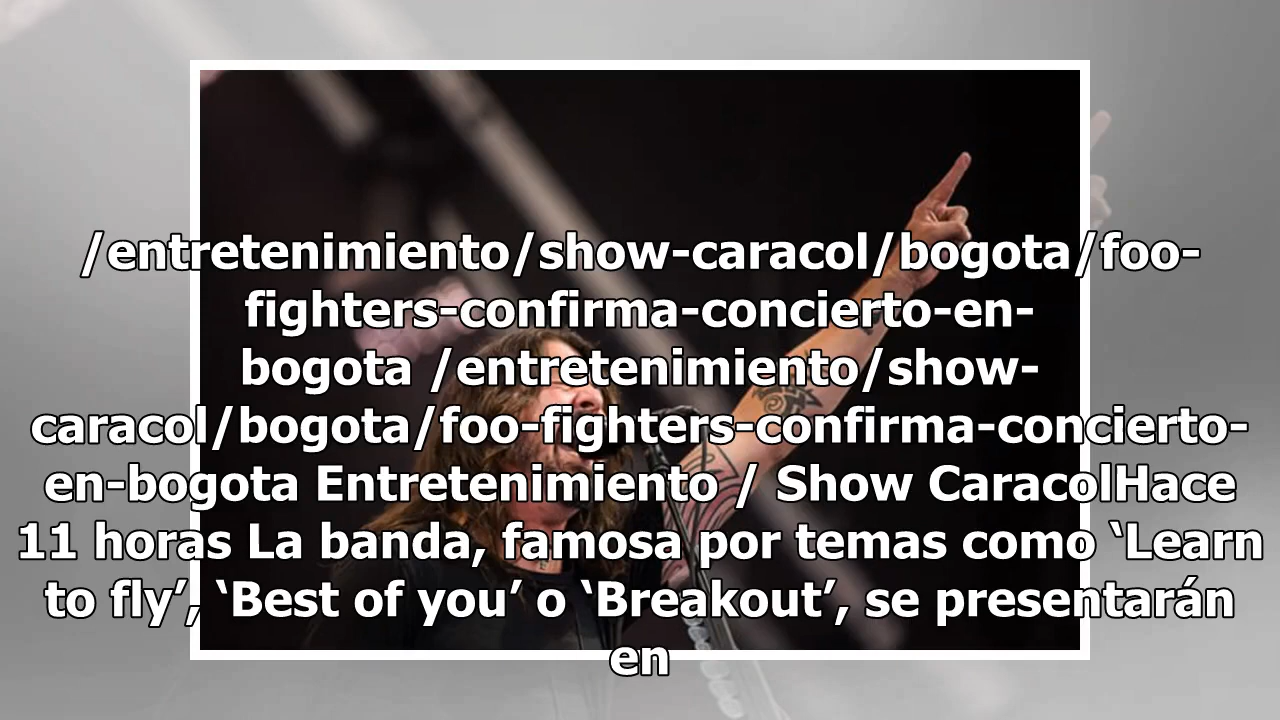 /entretenimiento/show-caracol/bogota/foo-
fighters-confirma-concierto-en-
bogota /entretenimiento/show-
caracol/bogota/foo-fighters-confirma-concierto-
en-bogota Entretenimiento / Show CaracolHace
11 horas La banda, famosa por temas como ‘Learn
to fly’, ‘Best of you’ o ‘Breakout’, se presentarán
en